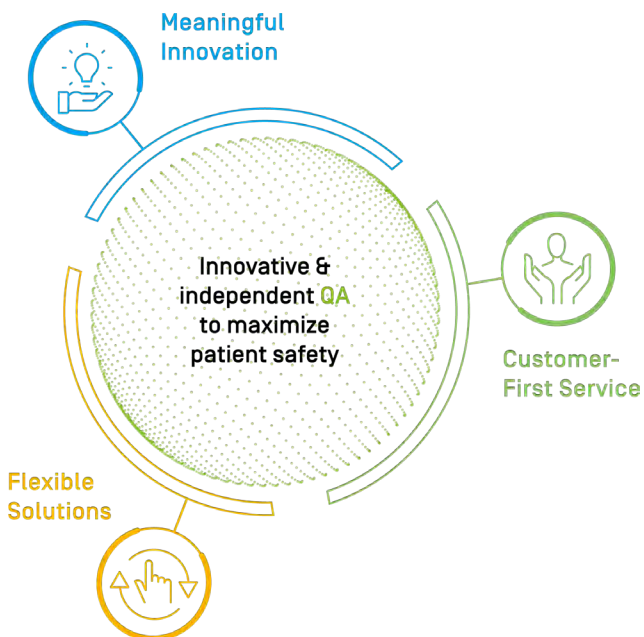 Meaningful
Innovation
Innovative &
independent QA
to maximize
patient safety
Customer-
First Service
Flexible
Solutions